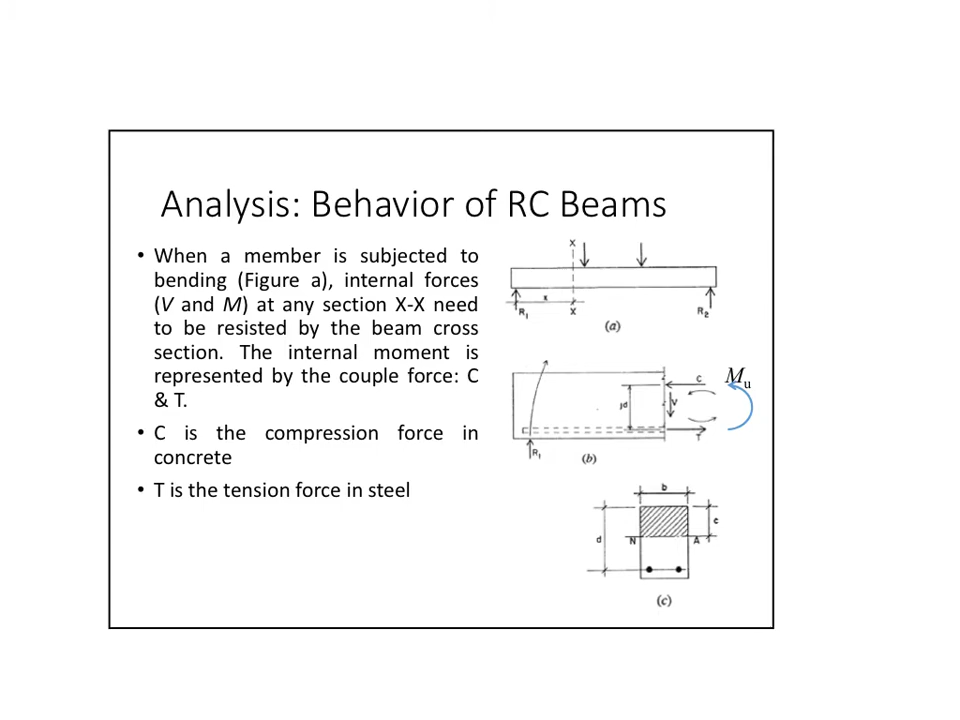 Analysis: Behavior of RC Beams
• When a member is subjected to
bending (Figure a), internal forces
(V and M) at any section X-X need
to be resisted by the beam cross
section. The internal moment is
represented by the couple force: C
& T.
• C is the compression force in
concrete
• T is the tension force in steel
X
x
R1
X
R2
(a)
C
Mu
jd
V
T
R1
(b)
b
c
d
N
A
(c)